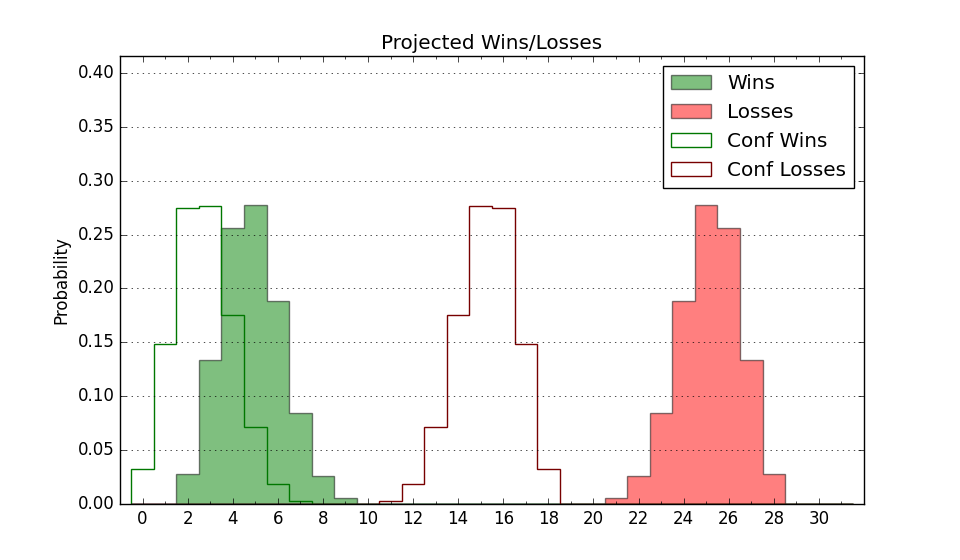 Projected Wins/Losses
Wins
Losses
Conf Wins
Conf Losses
Probability
0.40
0.35
0.30
0.25
0.20
0.15
0.10
0.05
0.00
0 2 4 6 8 10 12 14 16 18 20 22 24 26 28 30